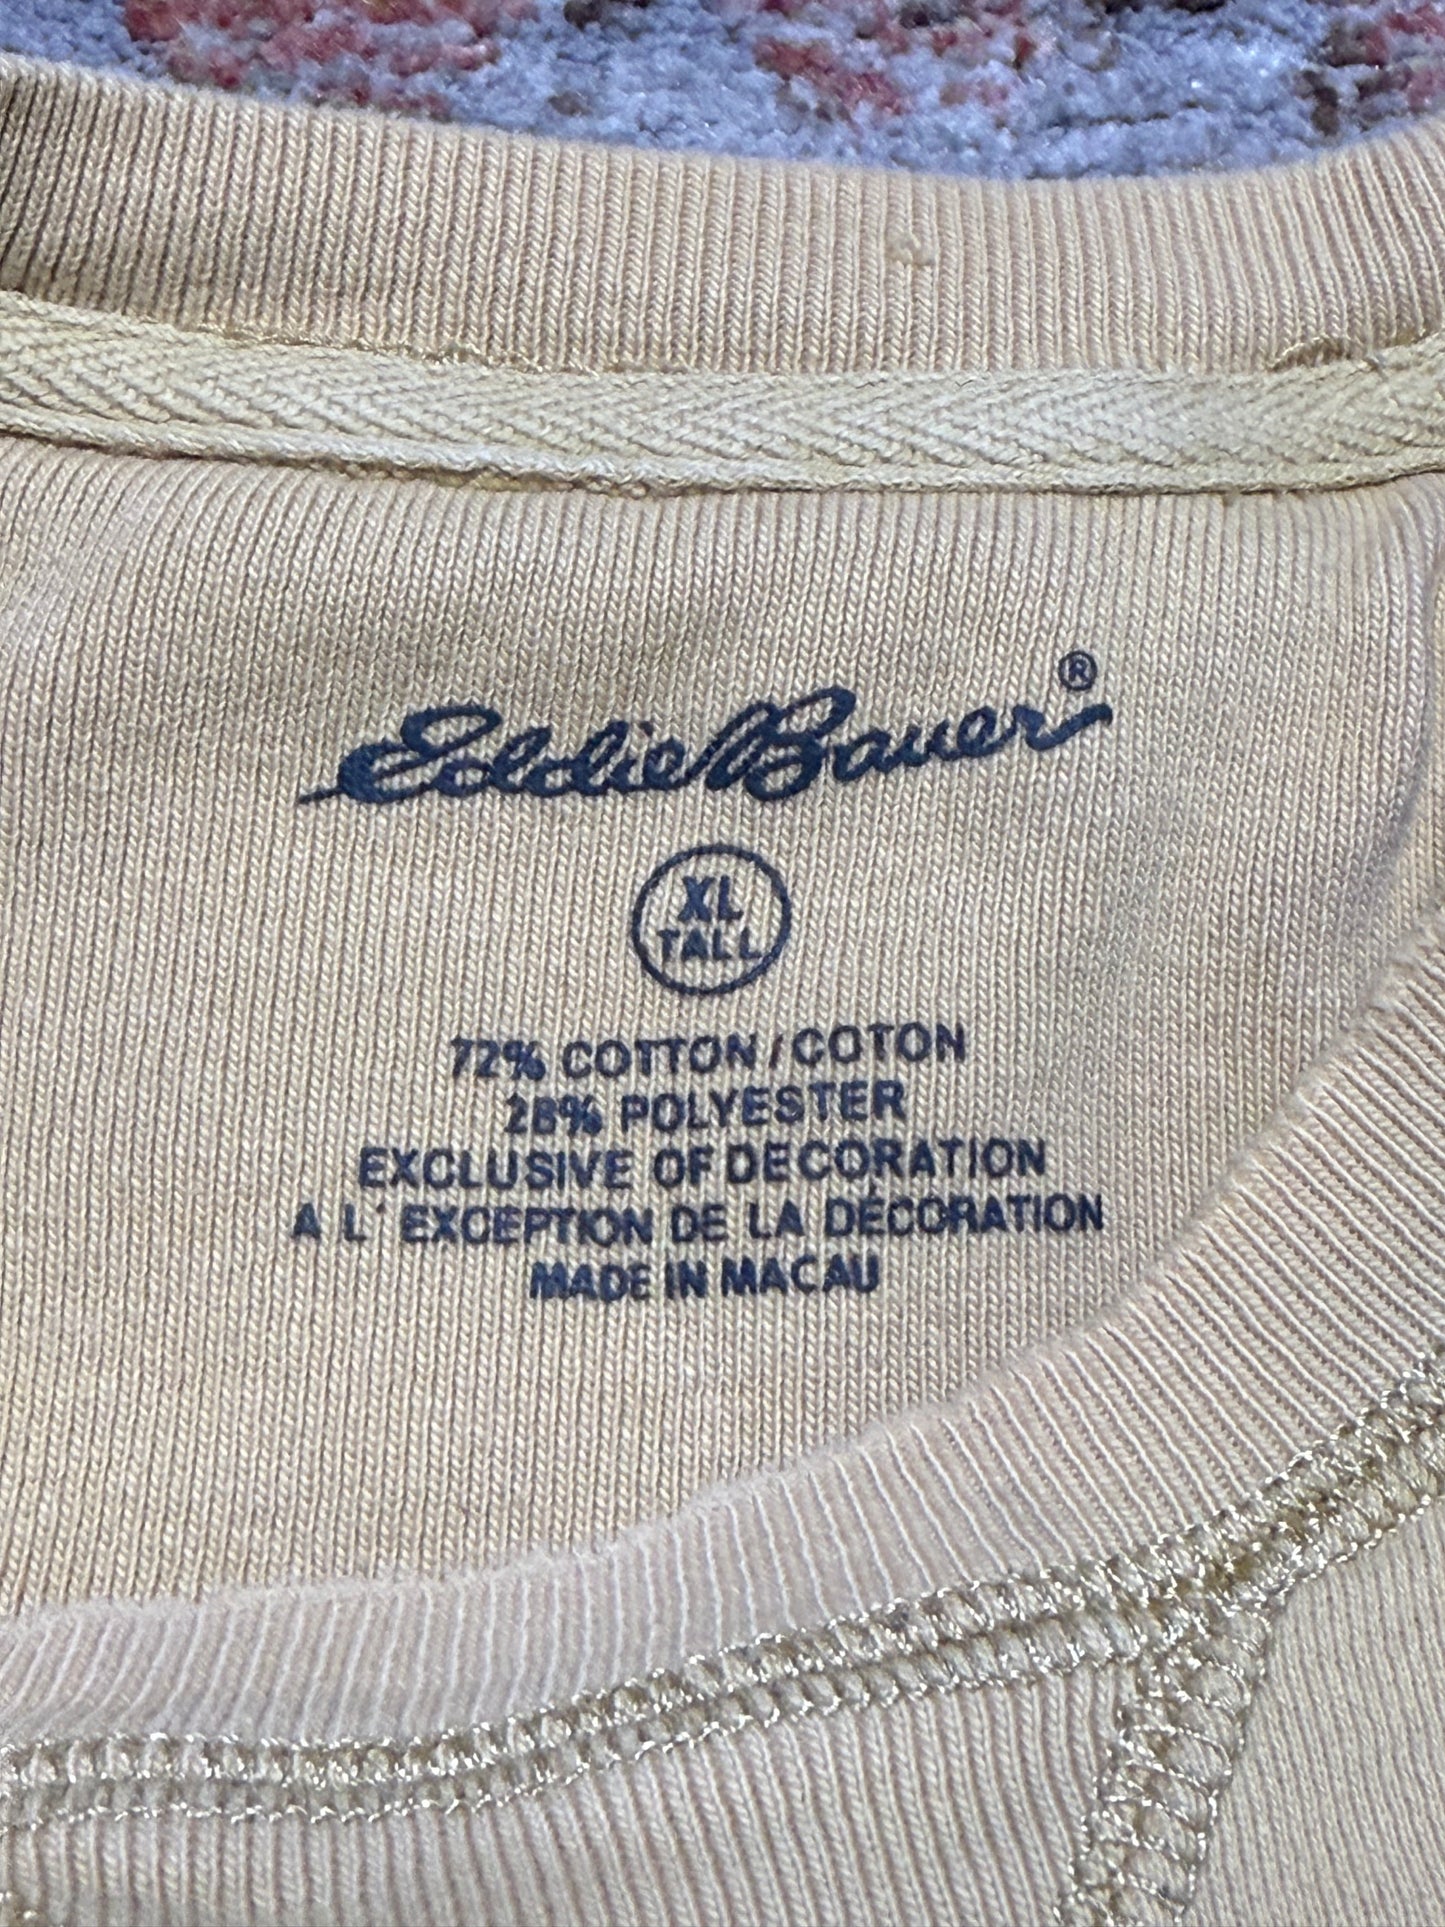 Eddie Bauer®
XL
TALL
72% COTTON / COTON
28% POLYESTER
EXCLUSIVE OF DECORATION
A L' EXCEPTION DE LA DÉCORATION
MADE IN MACAU